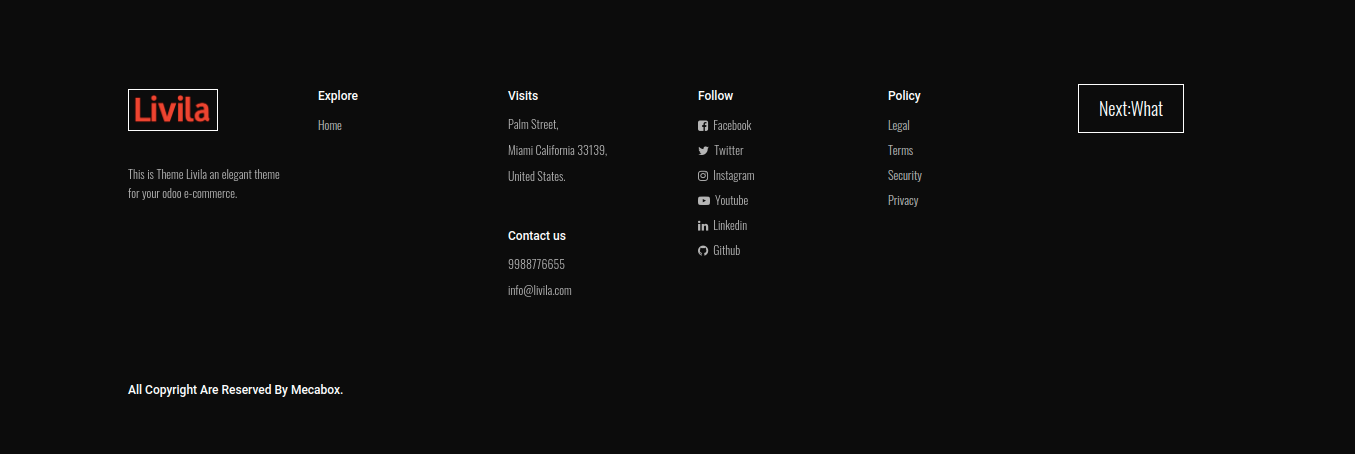 Livila
This is Theme Livila an elegant theme
for your odoo e-commerce.
Explore
Home
Visits
Palm Street,
Miami California 33139,
United States.
Contact us
9988776655
info@livila.com
Follow
Facebook
Twitter
Instagram
Youtube
Linkedin
Github
Policy
Legal
Terms
Security
Privacy
Next:What
All Copyright Are Reserved By Mecabox.